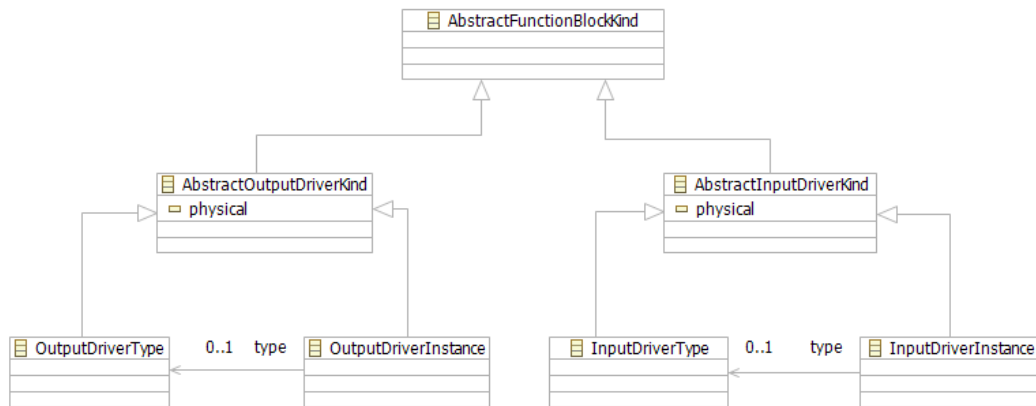 AbstractFunctionBlockKind
AbstractOutputDriverKind
physical
AbstractInputDriverKind
physical
OutputDriverType
0..1 type
OutputDriverInstance
InputDriverType
0..1 type
InputDriverInstance